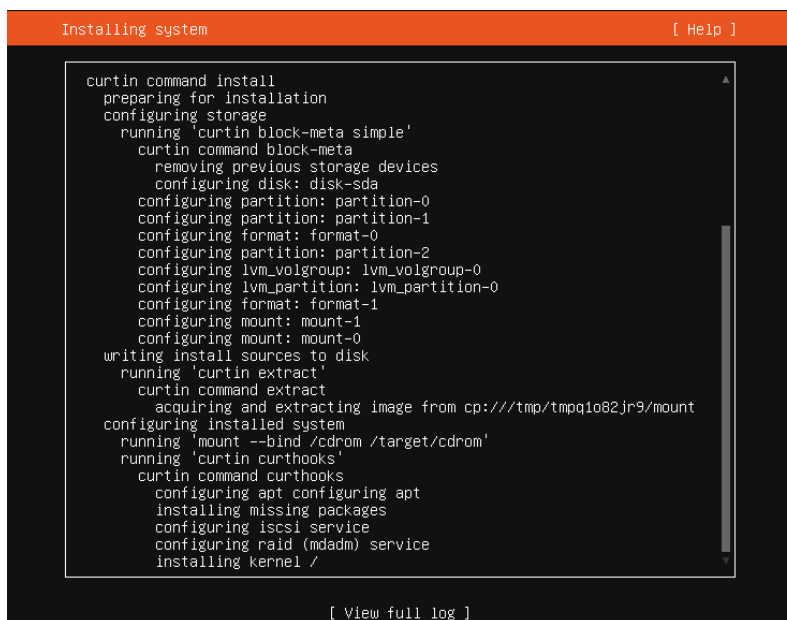 Installing system [ Help ]
curtin command install
preparing for installation
configuring storage
running 'curtin block-meta simple'
curtin command block-meta
removing previous storage devices
configuring disk: disk-sda
configuring partition: partition-0
configuring partition: partition-1
configuring format: format-0
configuring partition: partition-2
configuring lvm_volgroup: lvm_volgroup-0
configuring lvm_partition: lvm_partition-0
configuring format: format-1
configuring mount: mount-1
configuring mount: mount-0
writing install sources to disk
running 'curtin extract'
curtin command extract
acquiring and extracting image from cp:///tmp/tmpq1o82jr9/mount
configuring installed system
running 'mount --bind /cdrom /target/cdrom'
running 'curtin curthooks'
curtin command curthooks
configuring apt configuring apt
installing missing packages
configuring iscsi service
configuring raid (mdadm) service
installing kernel /
[ View full log ]